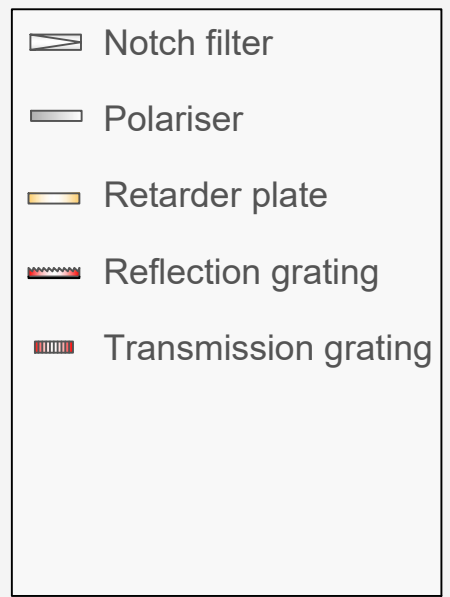 Notch filter
Polariser
Retarder plate
Reflection grating
Transmission grating